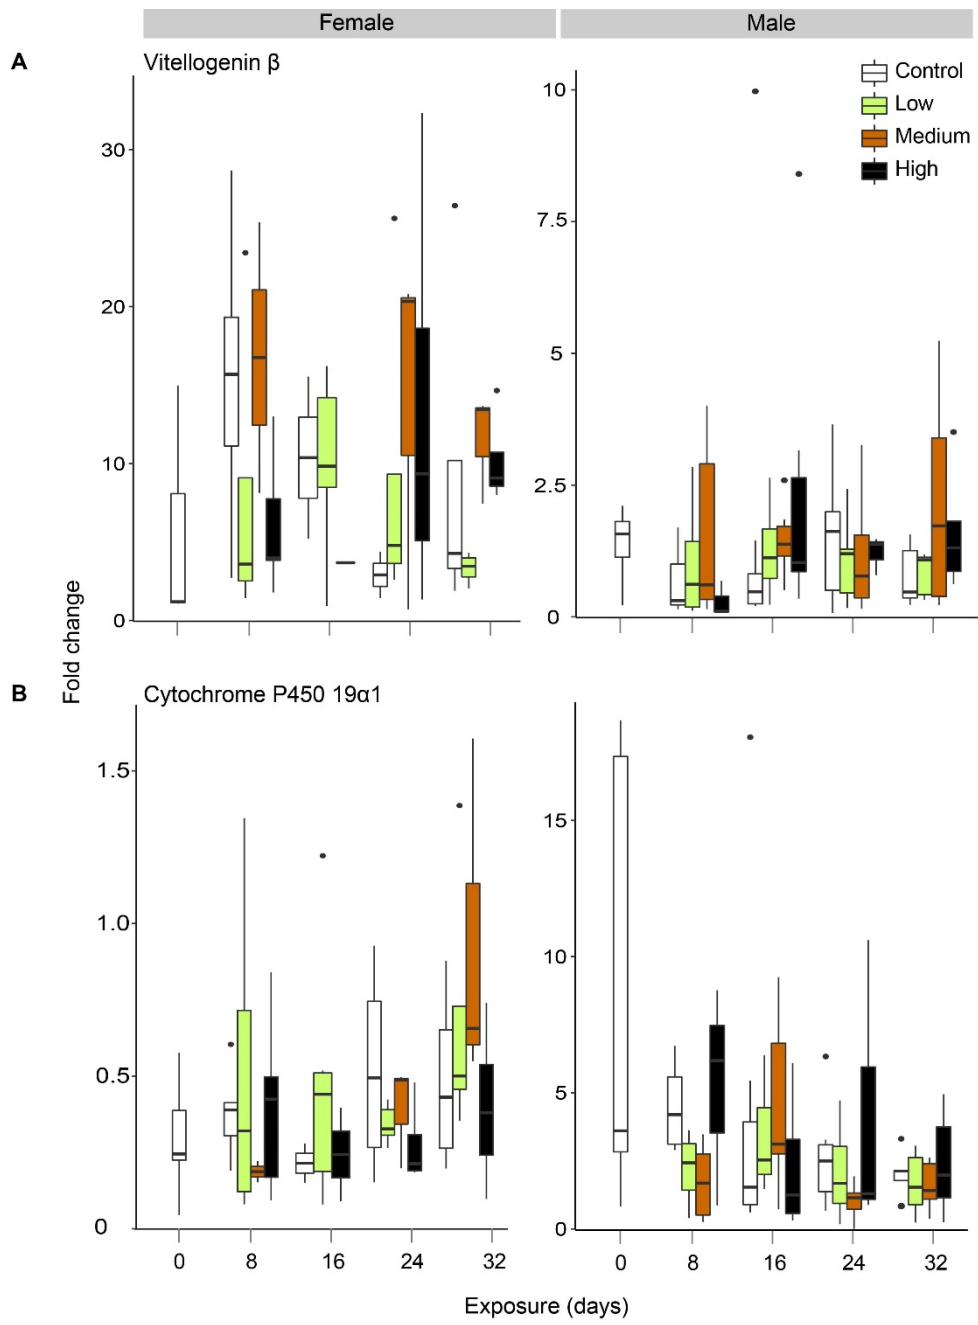 Female Male
A
Vitellogenin β
Control
Low
Medium
High
30
20
10
0
10
7.5
5
2.5
0
Fold change
B
Cytochrome P450 19α1
1.5
1.0
0.5
0
15
10
5
0
0 8 16 24 32
0 8 16 24 32
Exposure (days)